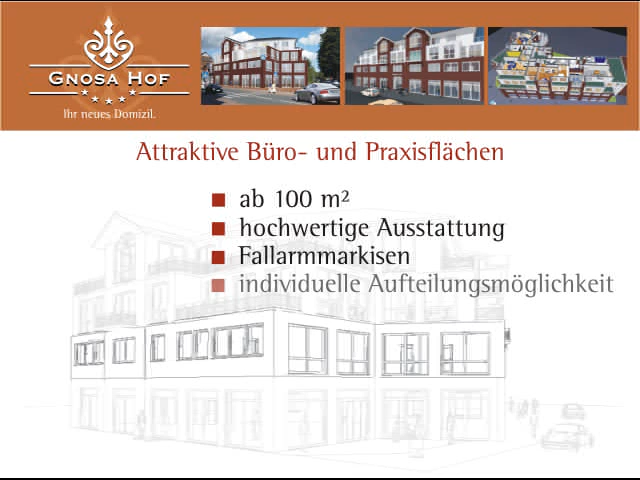 GNOSA HOF
Ihr neues Domizil.
Attraktive Büro- und Praxisflächen
ab 100 m²
hochwertige Ausstattung
Fallarmmarkisen
individuelle Aufteilungsmöglichkeit